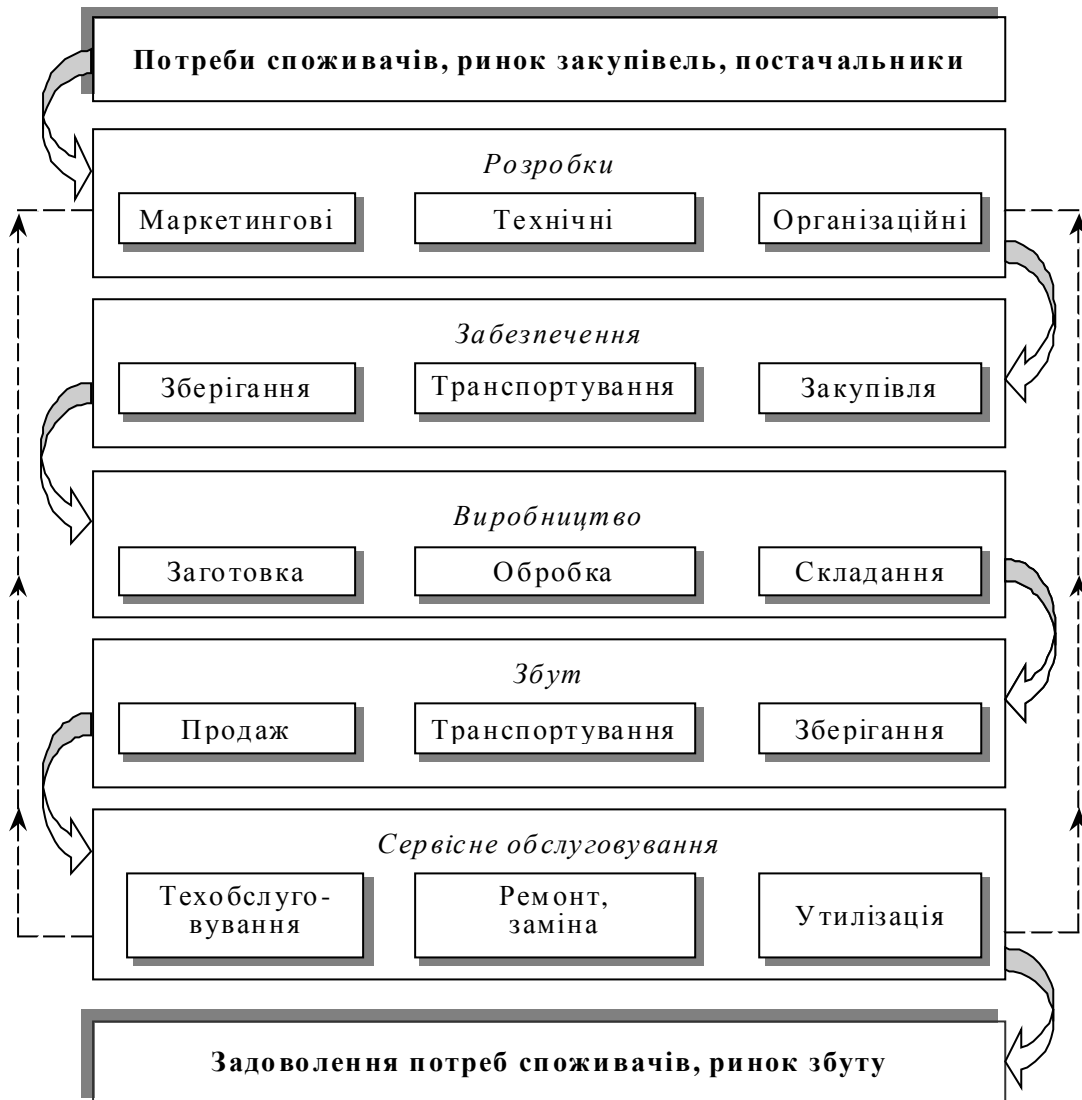 Потреби споживачів, ринок закупівель, постачальники
Розробки
Маркетингові
Технічні
Організаційні
Забезпечення
Зберігання
Транспортування
Закупівля
Виробництво
Заготовка
Обробка
Складання
Збут
Продаж
Транспортування
Зберігання
Сервісне обслуговування
Техобслуго-
вування
Ремонт,
заміна
Утилізація
Задоволення потреб споживачів, ринок збуту